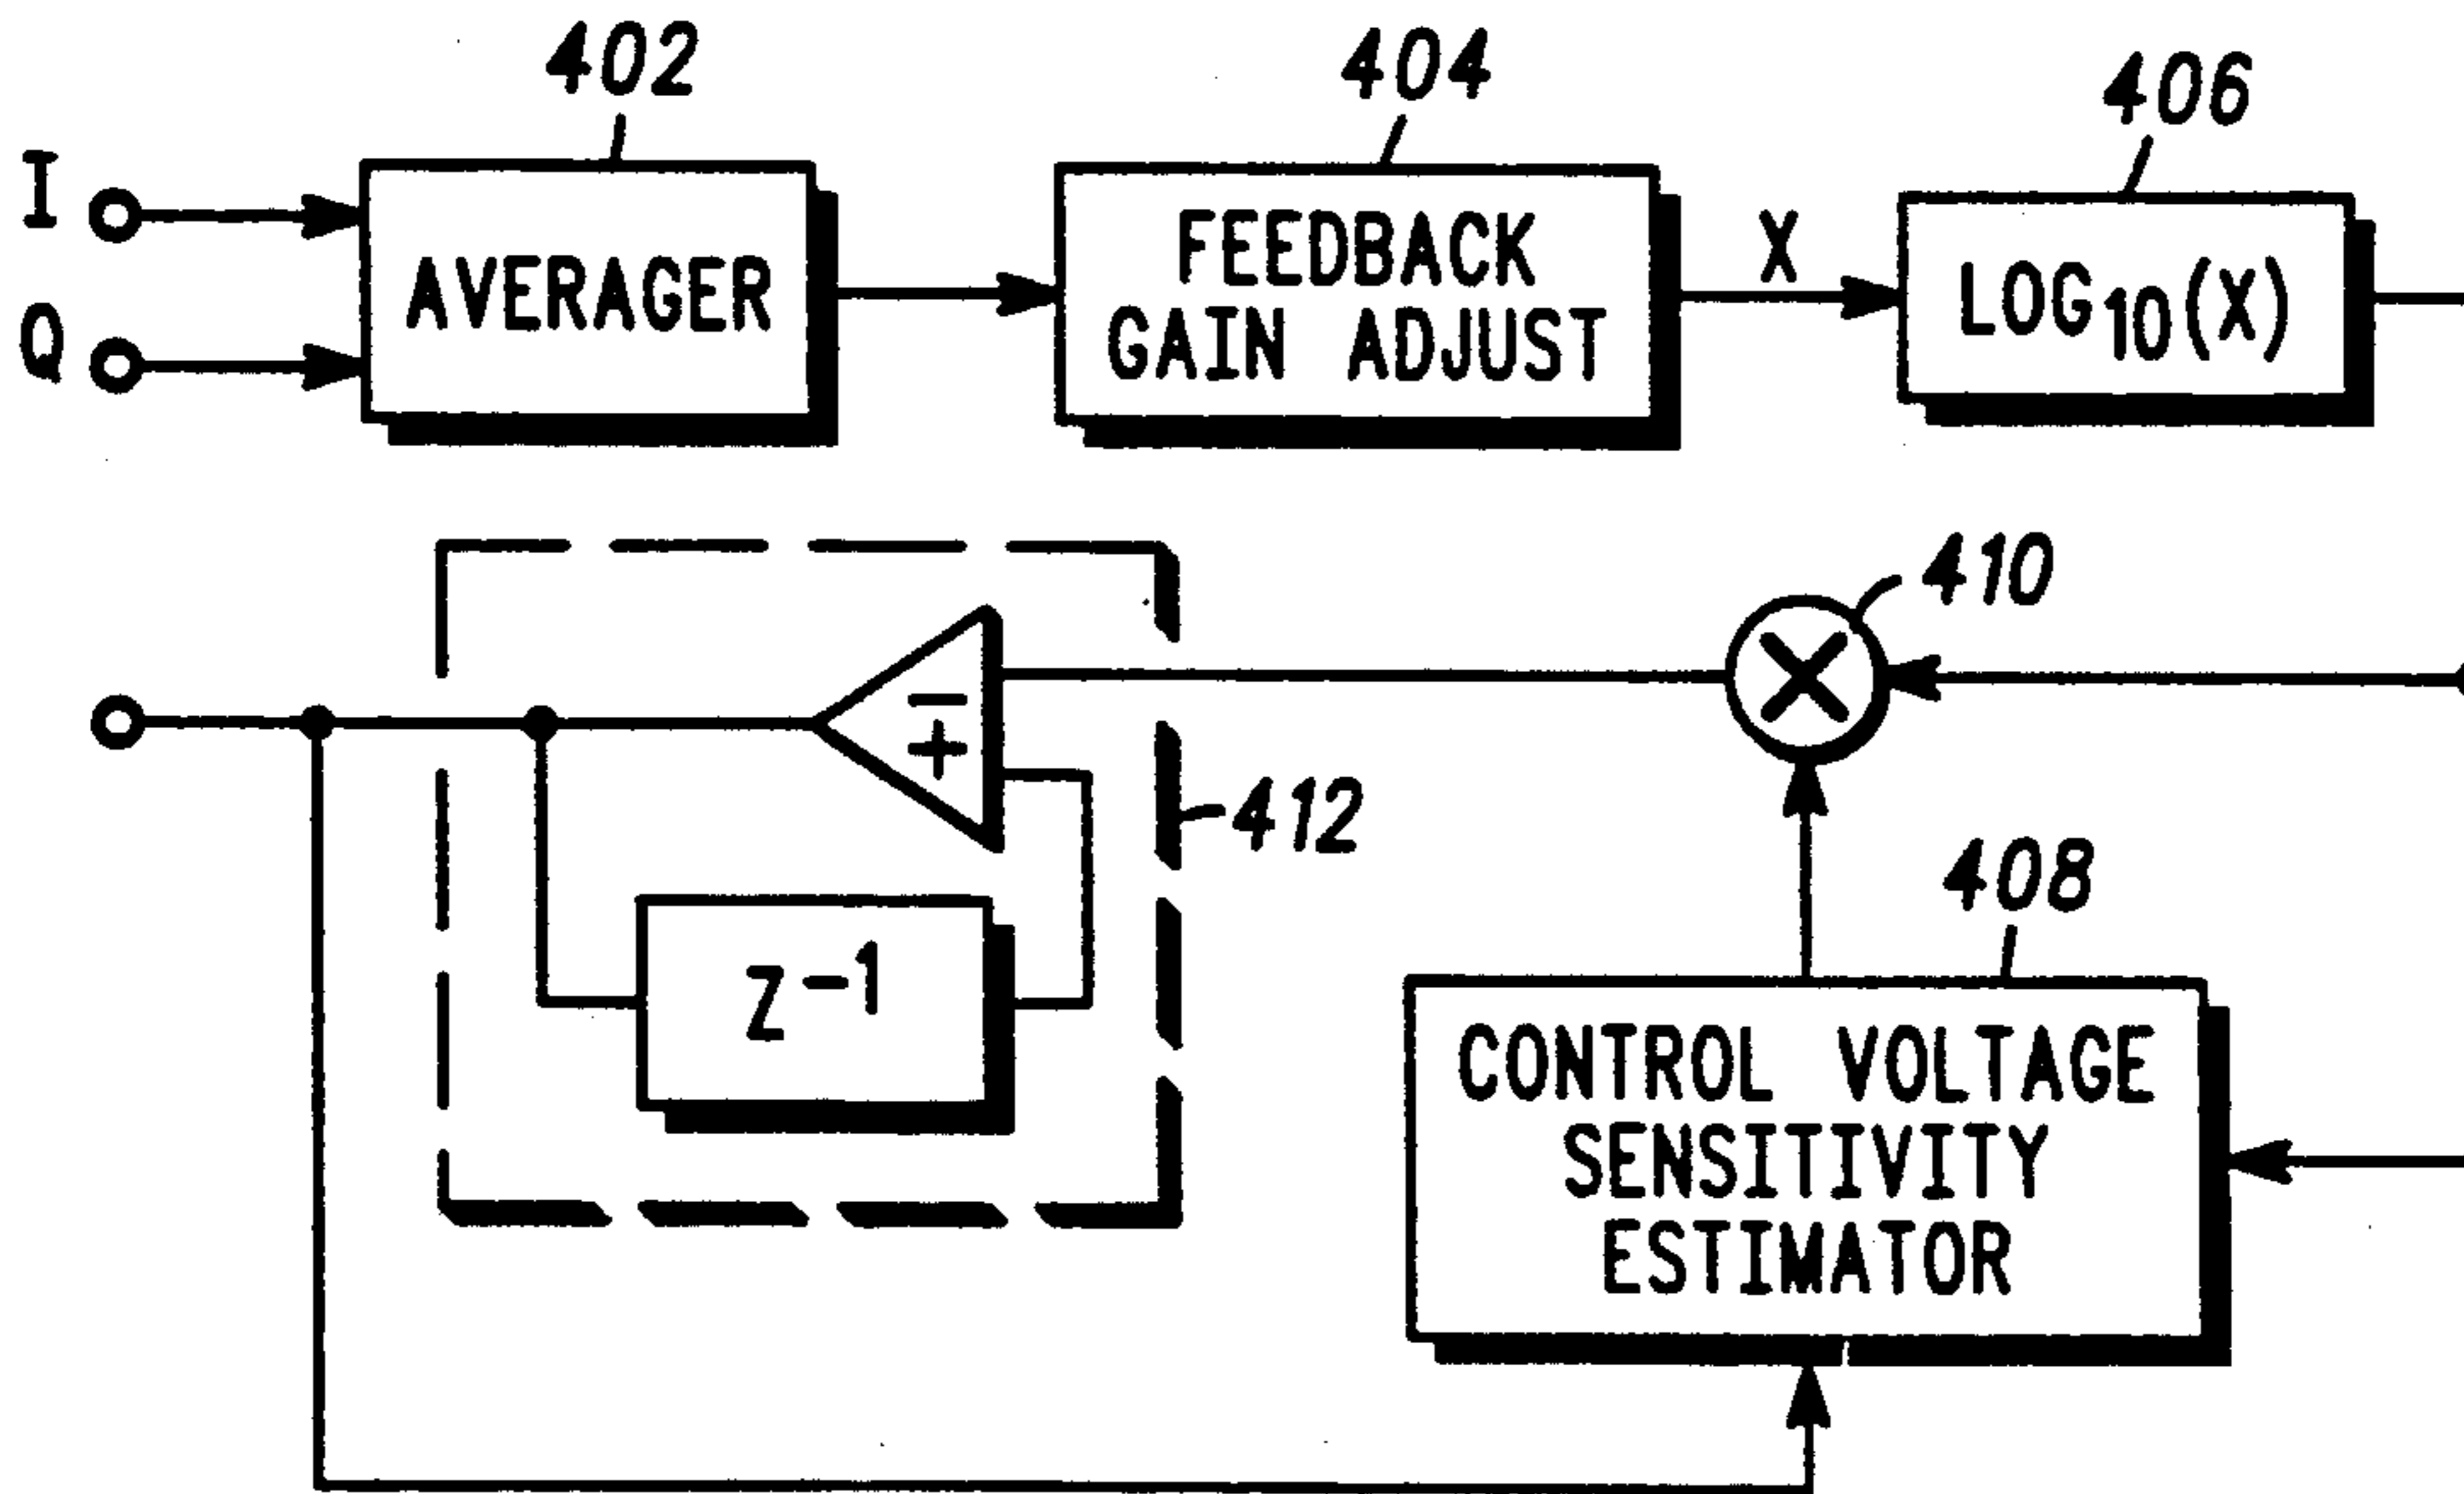 402
404
406
I
Q
AVERAGER
FEEDBACK
GAIN ADJUST
X
LOG10(X)
410
−
+
412
408
Z-1
CONTROL VOLTAGE
SENSITIVITY
ESTIMATOR